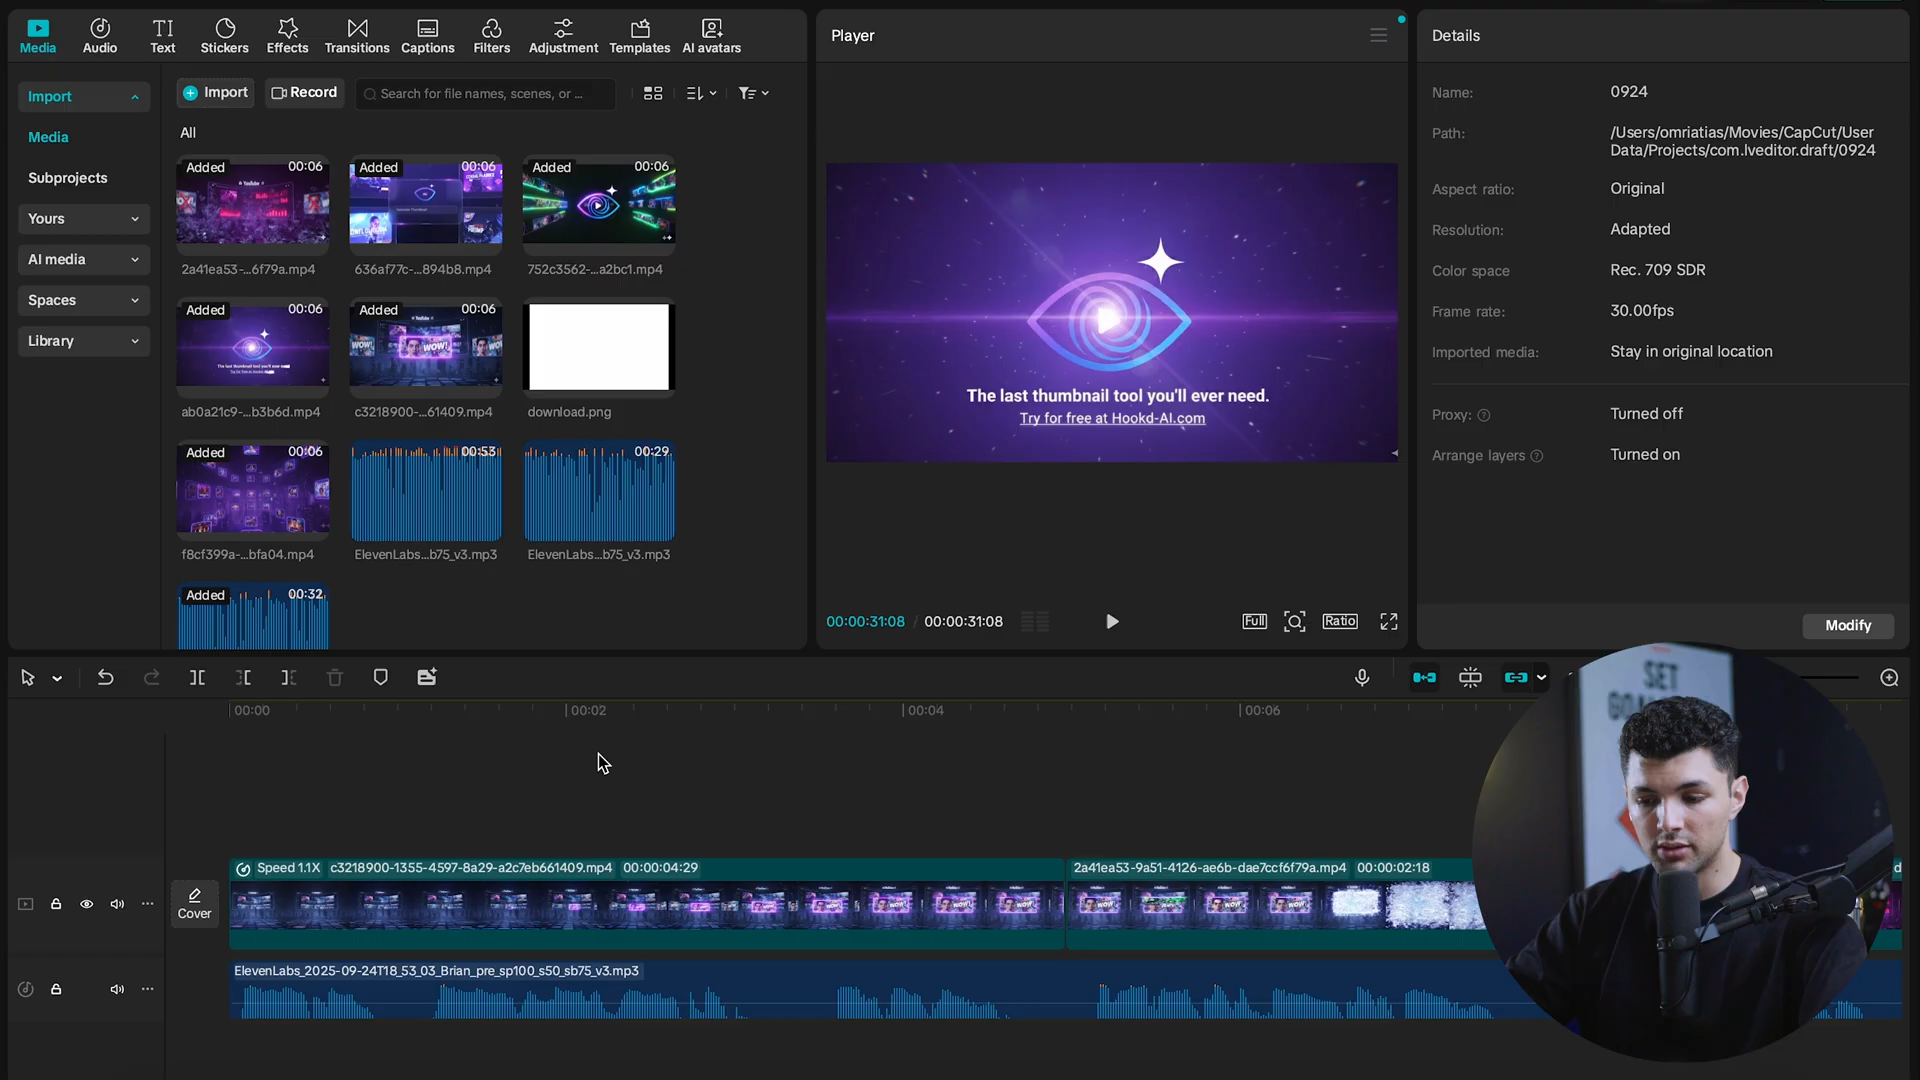 Media
Audio
Text
Stickers
Effects
Transitions
Captions
Filters
Adjustment
Templates
AI avatars
Import
Media
Subprojects
Yours
AI media
Spaces
Library
Import
Record
Search for file names, scenes, or ...
All
Added 00:06
Added 00:06
Added 00:06
2a41ea53-...6f79a.mp4
636af77c-...894b8.mp4
752c3562-...a2bc1.mp4
Added 00:06
Added 00:06
ab0a21c9-...b3b6d.mp4
c3218900-...61409.mp4
download.png
Added 00:06
00:53
00:29
f8cf399a-...bfa04.mp4
ElevenLabs...b75_v3.mp3
ElevenLabs...b75_v3.mp3
Added 00:32
Player
The last thumbnail tool you'll ever need.
Try for free at Hookd-AI.com
00:00:31:08 / 00:00:31:08
Full
Ratio
Details
Name: 0924
Path: /Users/omriatias/Movies/CapCut/User
Data/Projects/com.lveditor.draft/0924
Aspect ratio: Original
Resolution: Adapted
Color space Rec. 709 SDR
Frame rate: 30.00fps
Imported media: Stay in original location
Proxy: Turned off
Arrange layers Turned on
Modify
00:00
00:02
00:04
00:06
Cover
Speed 1.1X c3218900-1355-4597-8a29-a2c7eb661409.mp4 00:00:04:29
2a41ea53-9a51-4126-ae6b-dae7ccf6f79a.mp4 00:00:02:18
ElevenLabs_2025-09-24T18_53_03_Brian_pre_sp100_s50_sb75_v3.mp3
SET